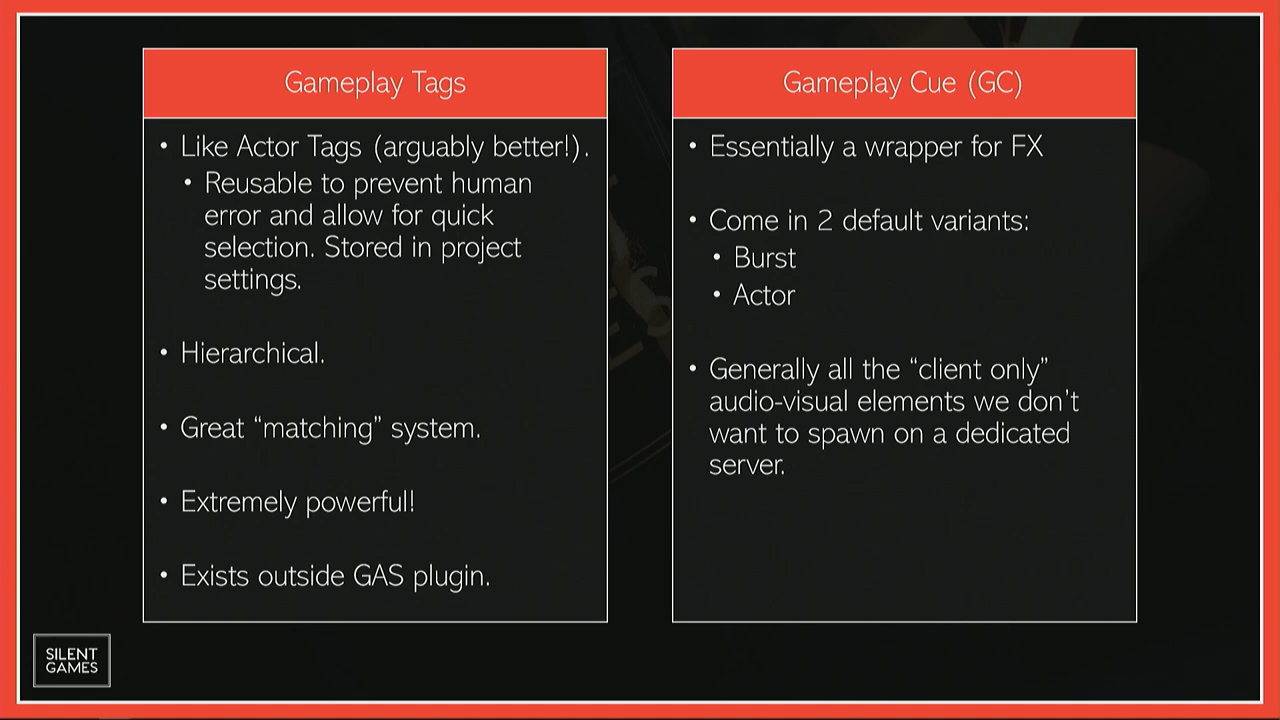 Gameplay Tags
• Like Actor Tags (arguably better!).
• Reusable to prevent human
error and allow for quick
selection. Stored in project
settings.
• Hierarchical.
• Great “matching” system.
• Extremely powerful!
• Exists outside GAS plugin.
Gameplay Cue (GC)
• Essentially a wrapper for FX
• Come in 2 default variants:
• Burst
• Actor
• Generally all the “client only”
audio-visual elements we don’t
want to spawn on a dedicated
server.
SILENT
GAMES